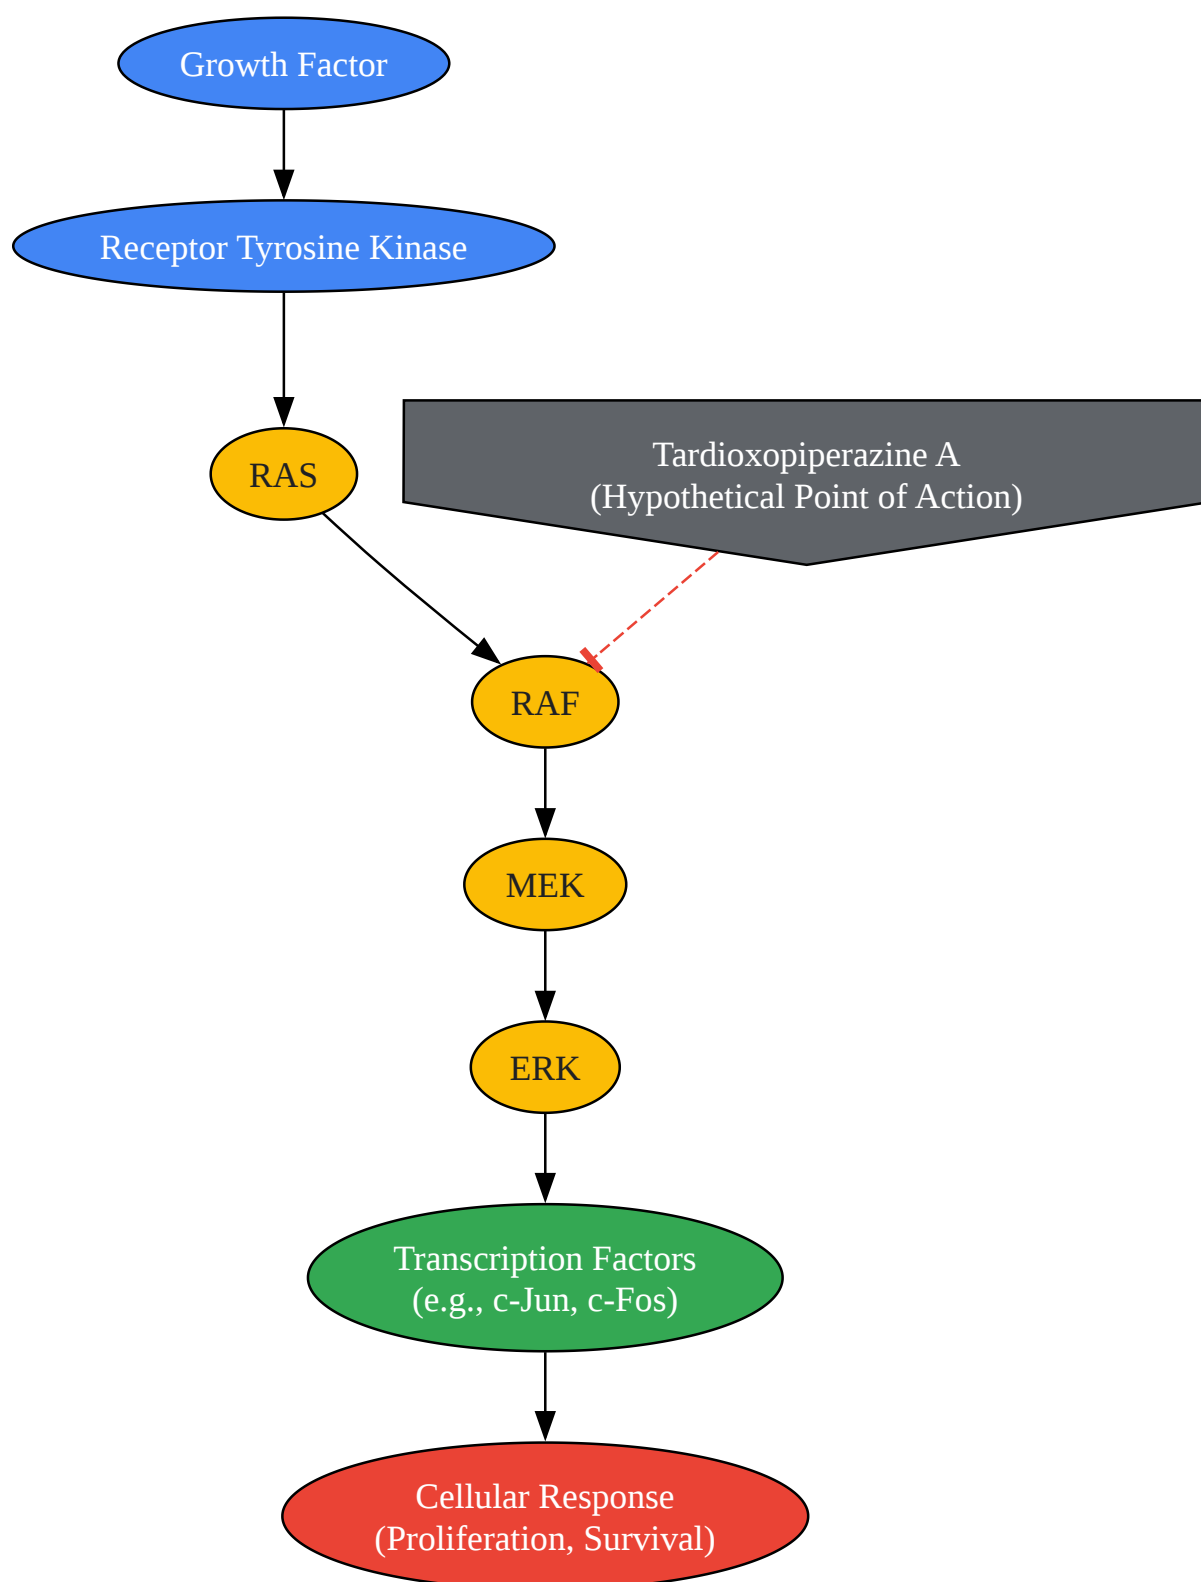 Growth Factor
Receptor Tyrosine Kinase
RAS
Tardioxopiperazine A
(Hypothetical Point of Action)
RAF
MEK
ERK
Transcription Factors
(e.g., c-Jun, c-Fos)
Cellular Response
(Proliferation, Survival)